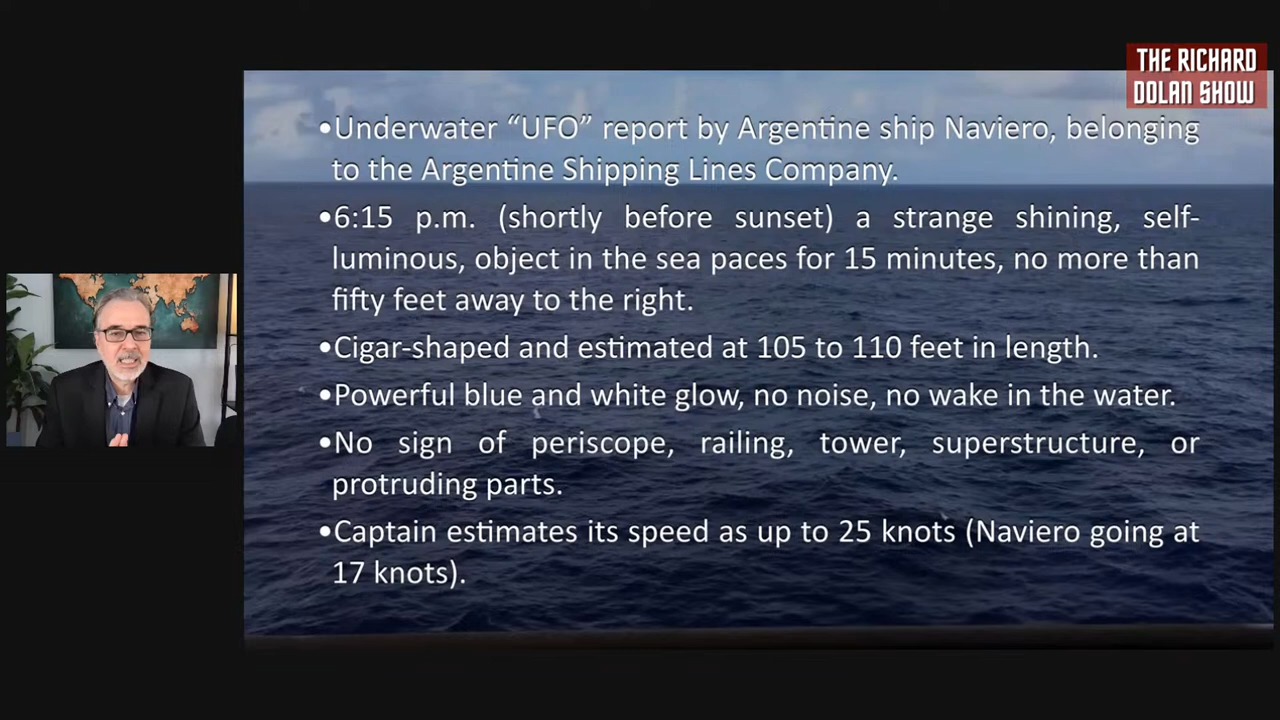 THE RICHARD
DOLAN SHOW
•Underwater “UFO” report by Argentine ship Naviero, belonging
to the Argentine Shipping Lines Company.
•6:15 p.m. (shortly before sunset) a strange shining, self-
luminous, object in the sea paces for 15 minutes, no more than
fifty feet away to the right.
•Cigar-shaped and estimated at 105 to 110 feet in length.
•Powerful blue and white glow, no noise, no wake in the water.
•No sign of periscope, railing, tower, superstructure, or
protruding parts.
•Captain estimates its speed as up to 25 knots (Naviero going at
17 knots).